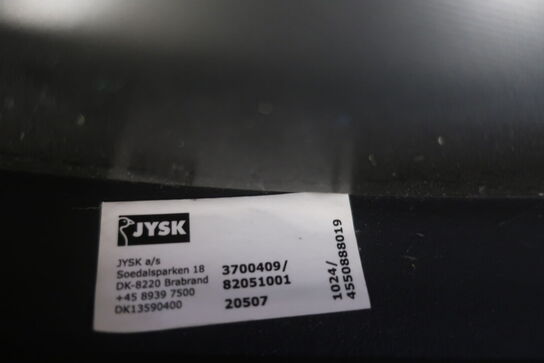 JYSK
JYSK a/s
Soedalsparken 18
DK-8220 Brabrand
+45 8939 7500
DK13590400
3700409/
82051001
20507
1024/
4550888019